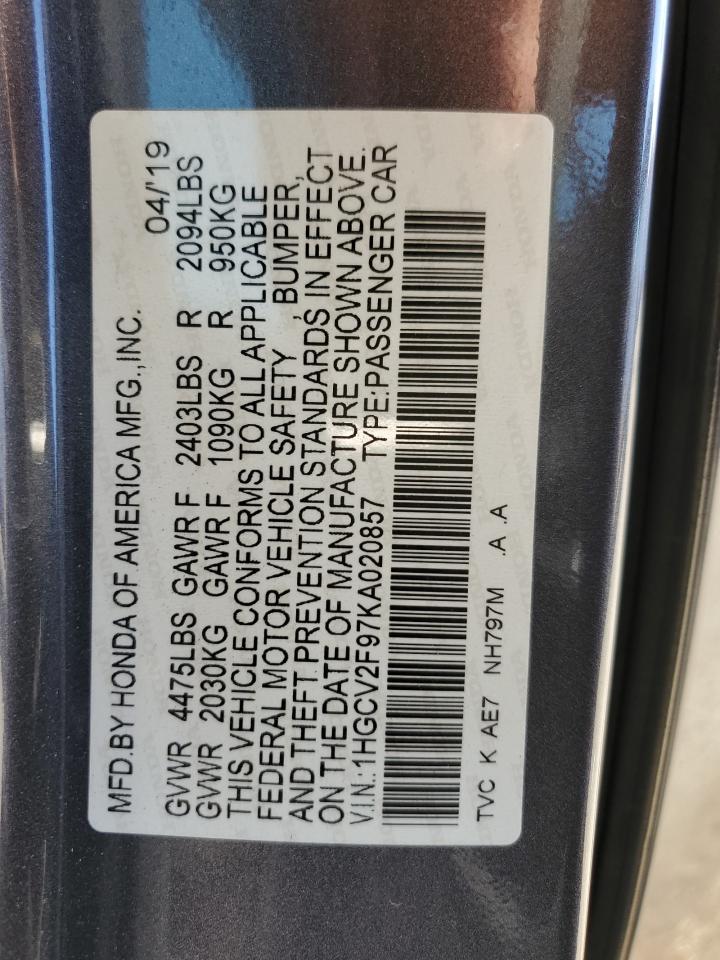 MFD.BY HONDA OF AMERICA MFG.,INC. 04/'19
GVWR 4475LBS GAWR F 2403LBS R 2094LBS
GVWR 2030KG GAWR F 1090KG R 950KG
THIS VEHICLE CONFORMS TO ALL APPLICABLE
FEDERAL MOTOR VEHICLE SAFETY , BUMPER,
AND THEFT PREVENTION STANDARDS IN EFFECT
ON THE DATE OF MANUFACTURE SHOWN ABOVE.
V.I.N.:1HGCV2F97KA020857 TYPE:PASSENGER CAR
TVC K AE7 NH797M .A .A